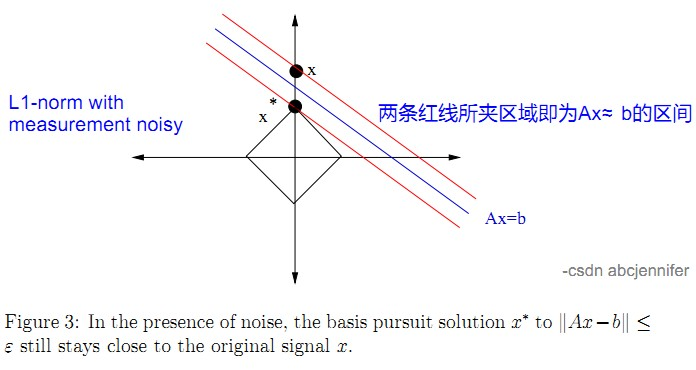 L1-norm with
measurement noisy
x
*
x
两条红线所夹区域即为Ax≈ b的区间
Ax=b
-csdn abcjennifer
Figure 3: In the presence of noise, the basis pursuit solution x* to ‖Ax−b‖ ≤
ε still stays close to the original signal x.